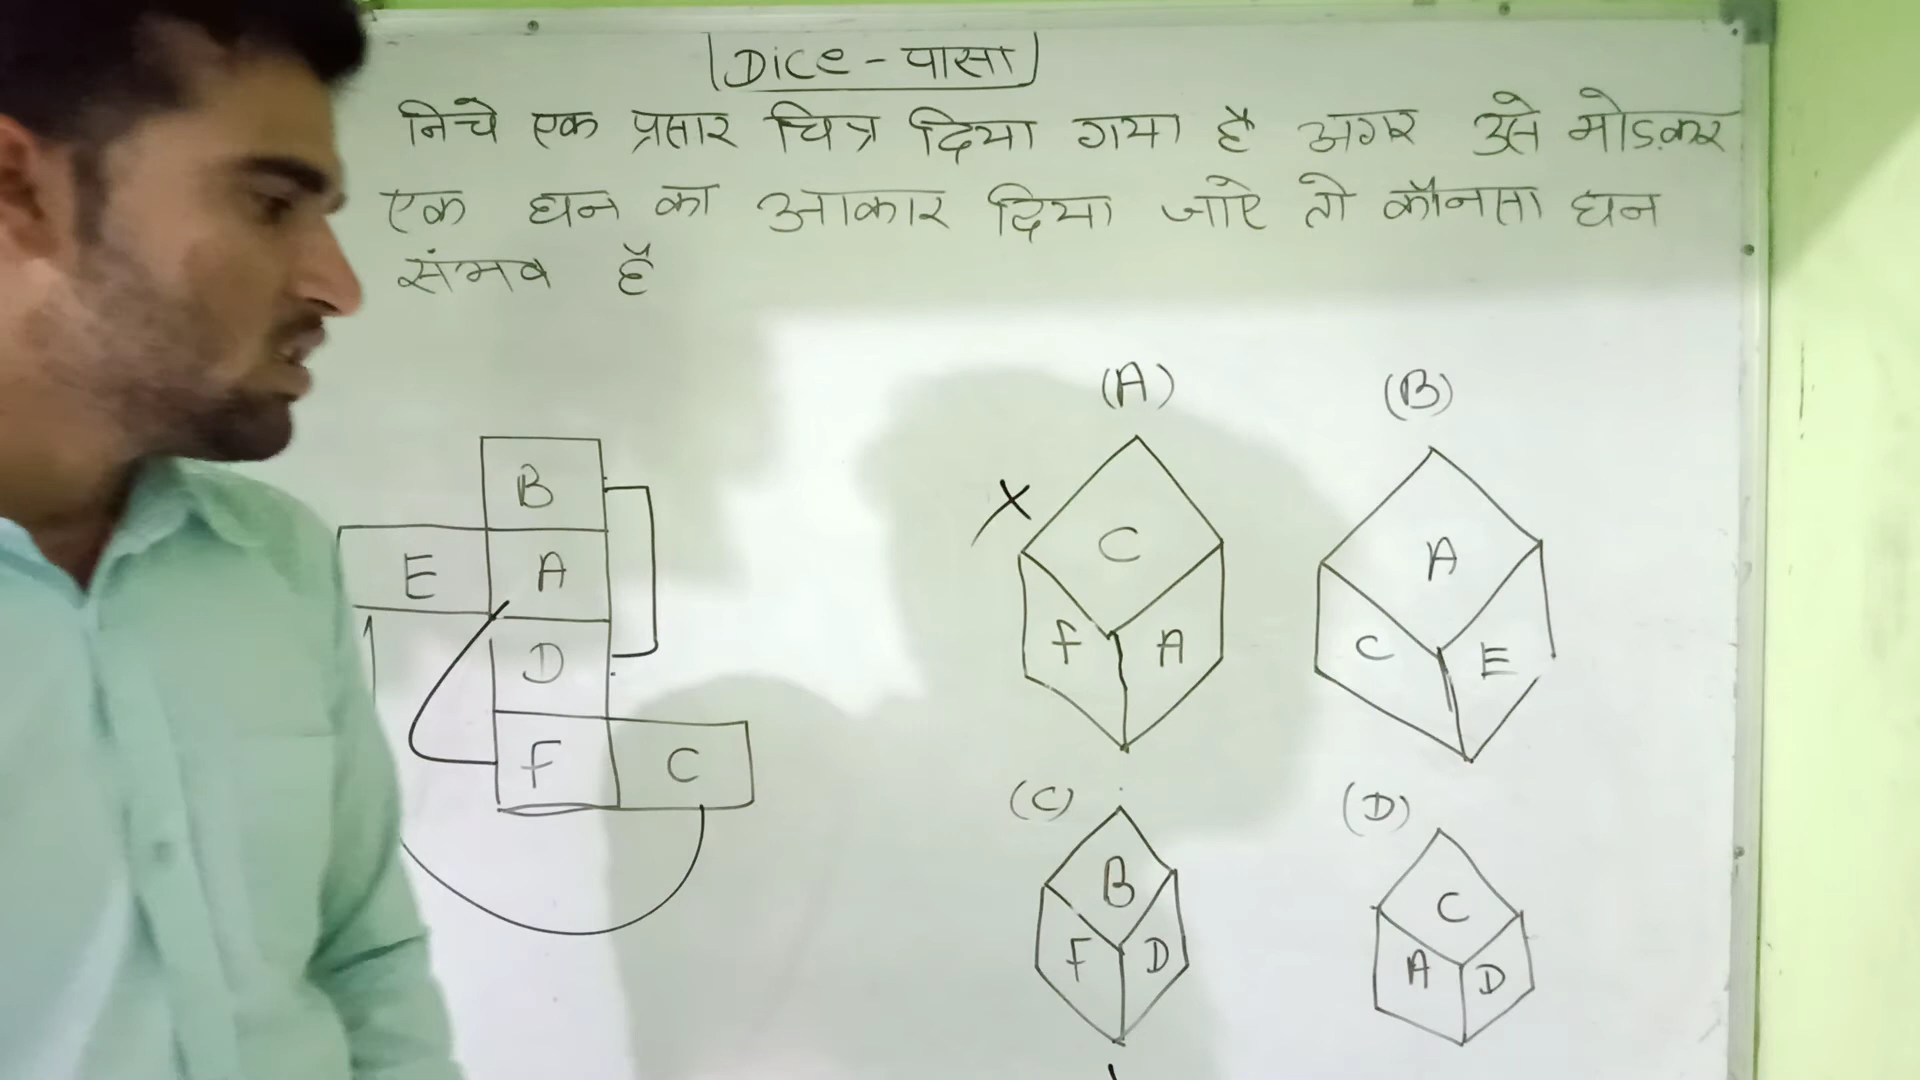 Dice - पासा
निचे एक प्रसार चित्र दिया गया है अगर उसे मोड़कर
एक घन का आकार दिया जाऐ तो कौनसा घन
संभव है
B
E A
D
F C
(A) (B)
X
C
F A
A
C E
(C) (D)
B
F D
C
A D